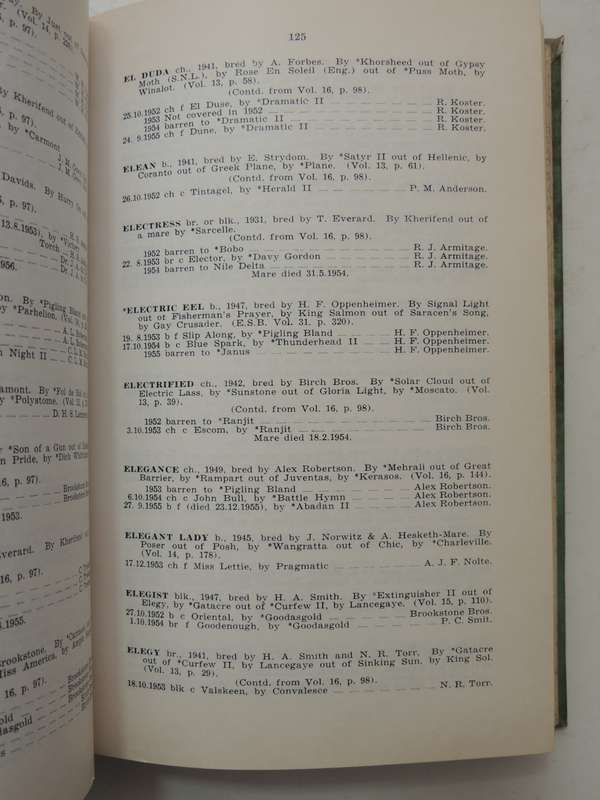 125
EL DUDA ch., 1941, bred by A. Forbes. By *Khorsheed out of Gypsy
Moth (S.N.L.), by Rose En Soleil (Eng.) out of *Puss Moth, by
Winalot. (Vol. 13, p. 58).
(Contd. from Vol. 16, p. 98).
25.10.1952 ch f El Duse, by *Dramatic II — R. Koster.
1953 Not covered in 1952 — R. Koster.
1954 barren to *Dramatic II — R. Koster.
24. 9.1955 ch f Dune, by *Dramatic II — R. Koster.
ELEAN b., 1941, bred by E. Strydom. By *Satyr II out of Hellenic, by
Coranto out of Greek Plane, by *Plane. (Vol. 13, p. 61).
(Contd. from Vol. 16, p. 98).
26.10.1952 ch c Tintagel, by *Herald II — P. M. Anderson.
ELECTRESS br. or blk., 1931, bred by T. Everard. By Kherifend out of
a mare by *Sarcelle.
(Contd. from Vol. 16, p. 98).
1952 barren to *Bobo — R. J. Armitage.
22. 8.1953 br c Elector, by *Davy Gordon — R. J. Armitage.
1954 barren to Nile Delta — R. J. Armitage.
Mare died 31.5.1954.
*ELECTRIC EEL b., 1947, bred by H. F. Oppenheimer. By Signal Light
out of Fisherman's Prayer, by King Salmon out of Saracen's Song,
by Gay Crusader. (E.S.B. Vol. 31, p. 320).
19. 8.1953 b f Slip Along, by *Pigling Bland — H. F. Oppenheimer.
17.10.1954 b c Blue Spark, by *Thunderhead II — H. F. Oppenheimer.
1955 barren to *Janus — H. F. Oppenheimer.
ELECTRIFIED ch., 1942, bred by Birch Bros. By *Solar Cloud out of
Electric Lass, by *Sunstone out of Gloria Light, by *Moscato. (Vol.
13, p. 39).
(Contd. from Vol. 16, p. 98).
1952 barren to *Ranjit — Birch Bros.
3.10.1953 ch c Escom, by *Ranjit — Birch Bros.
Mare died 18.2.1954.
ELEGANCE ch., 1949, bred by Alex Robertson. By *Mehrali out of Great
Barrier, by *Rampart out of Juventas, by *Kerasos. (Vol. 16, p. 144).
1953 barren to *Pigling Bland — Alex Robertson.
6.10.1954 ch c John Bull, by *Battle Hymn — Alex Robertson.
27. 9.1955 b f (died 23.12.1955), by *Abadan II — Alex Robertson.
ELEGANT LADY b., 1945, bred by J. Norwitz & A. Hesketh-Mare. By
Poser out of Posh, by *Wangratta out of Chic, by *Charleville.
(Vol. 14, p. 178).
17.12.1953 ch f Miss Lettie, by Pragmatic — A. J. F. Nolte.
ELEGIST blk., 1947, bred by H. A. Smith. By *Extinguisher II out of
Elegy, by *Gatacre out of *Curfew II, by Lancegaye. (Vol. 15, p. 110).
27.10.1952 b c Oriental, by *Goodasgold — Brookstone Bros.
1.10.1954 br f Goodenough, by *Goodasgold — P. C. Smit.
ELEGY br., 1941, bred by H. A. Smith and N. R. Torr. By *Gatacre
out of *Curfew II, by Lancegaye out of Sinking Sun, by King Sol.
(Vol. 13, p. 29).
(Contd. from Vol. 16, p. 98).
18.10.1953 blk c Valskeen, by Convalesce — N. R. Torr.